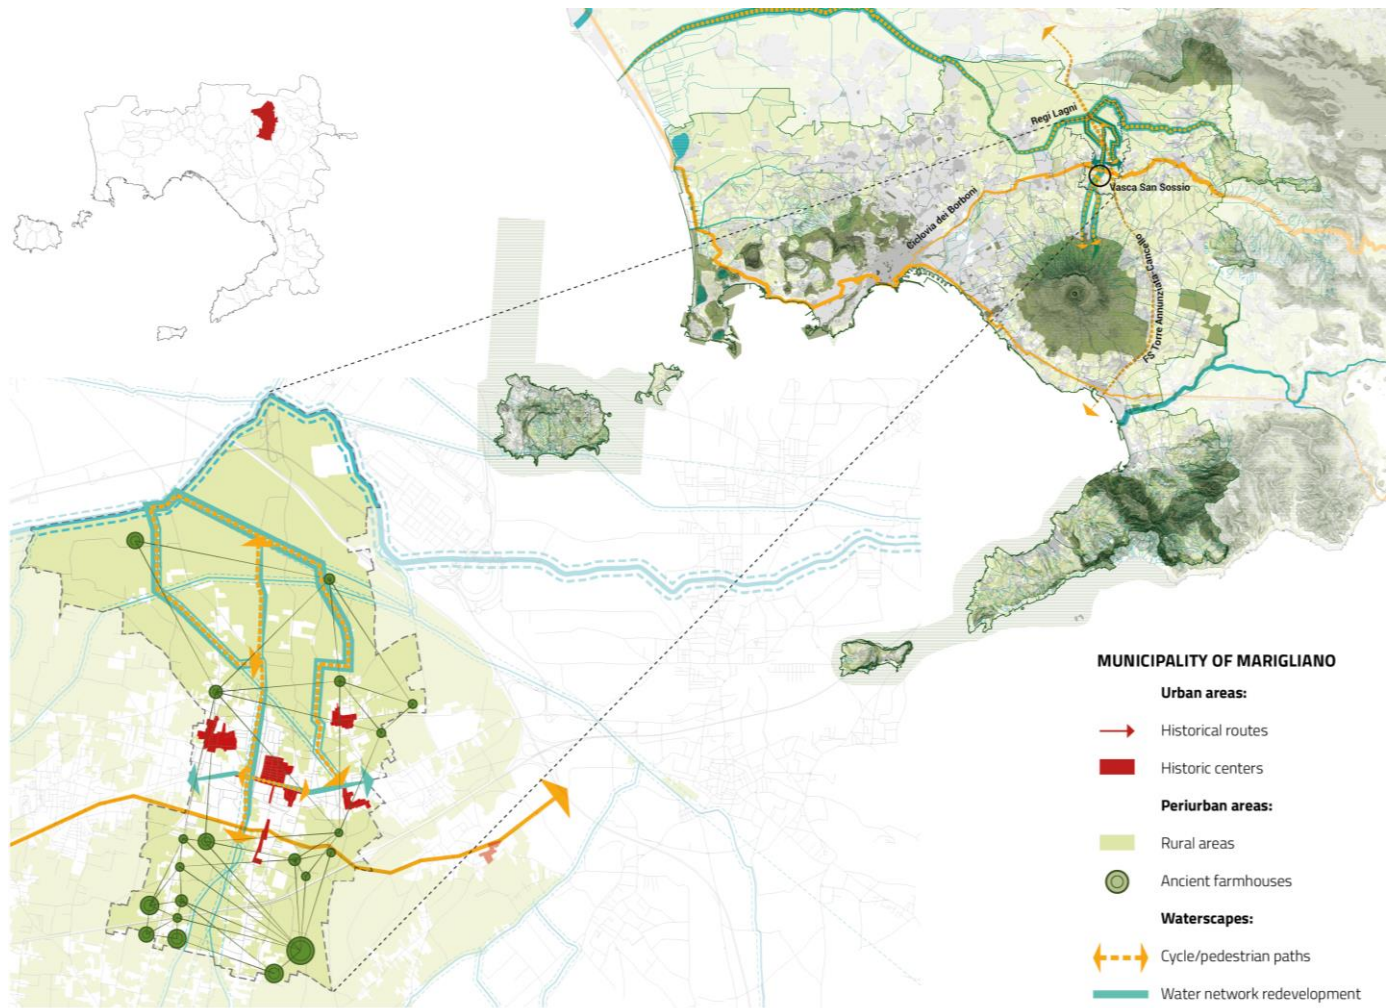 Regi Lagni
Vasca San Sossio
Ciclovia dei Borboni
FS Torre Annunziata-Cancello
MUNICIPALITY OF MARIGLIANO
Urban areas:
Historical routes
Historic centers
Periurban areas:
Rural areas
Ancient farmhouses
Waterscapes:
Cycle/pedestrian paths
Water network redevelopment